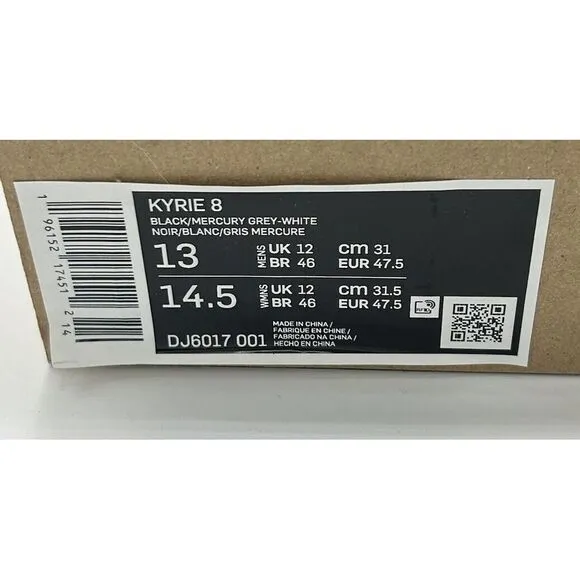 KYRIE 8
BLACK/MERCURY GREY-WHITE
NOIR/BLANC/GRIS MERCURE
13 MENS UK 12 cm 31
BR 46 EUR 47.5
14.5 WMNS UK 12 cm 31.5
BR 46 EUR 47.5
DJ6017 001
MADE IN CHINA /
FABRIQUE EN CHINE /
FABRICADO NA CHINA /
HECHO EN CHINA
1 96152 17451 2 14